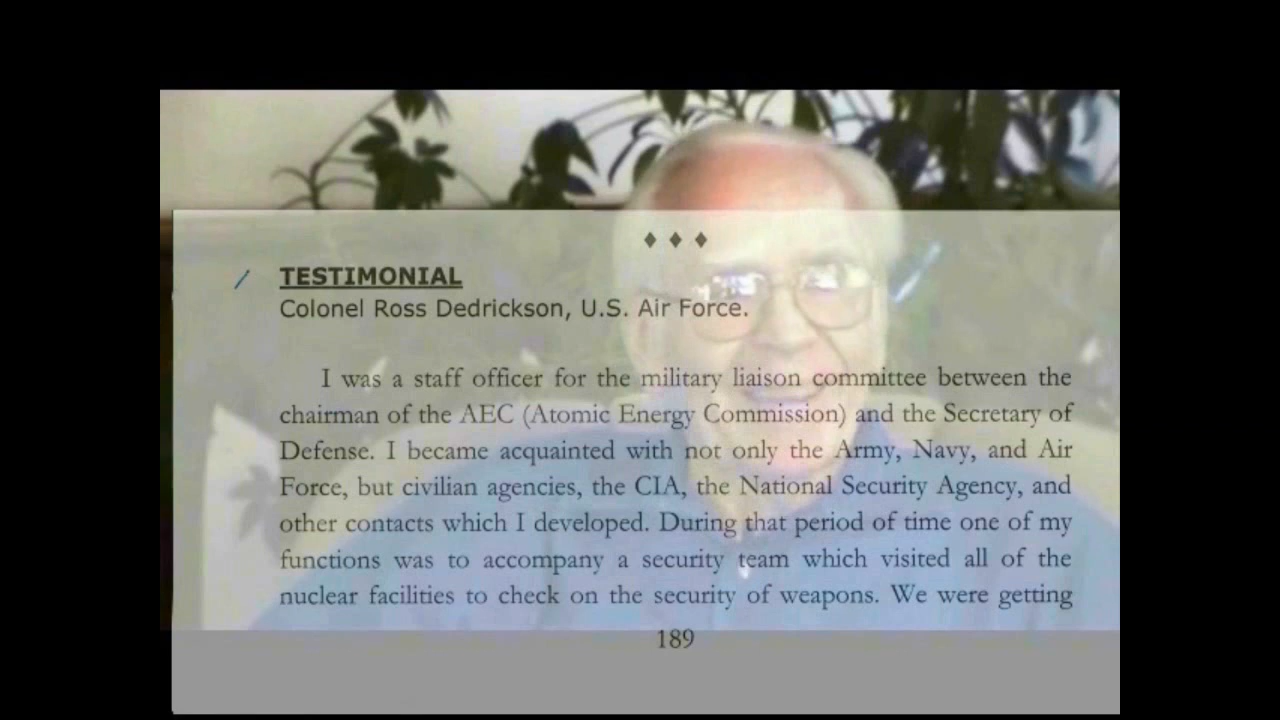 ♦ ♦ ♦
TESTIMONIAL
Colonel Ross Dedrickson, U.S. Air Force.
I was a staff officer for the military liaison committee between the
chairman of the AEC (Atomic Energy Commission) and the Secretary of
Defense. I became acquainted with not only the Army, Navy, and Air
Force, but civilian agencies, the CIA, the National Security Agency, and
other contacts which I developed. During that period of time one of my
functions was to accompany a security team which visited all of the
nuclear facilities to check on the security of weapons. We were getting
189